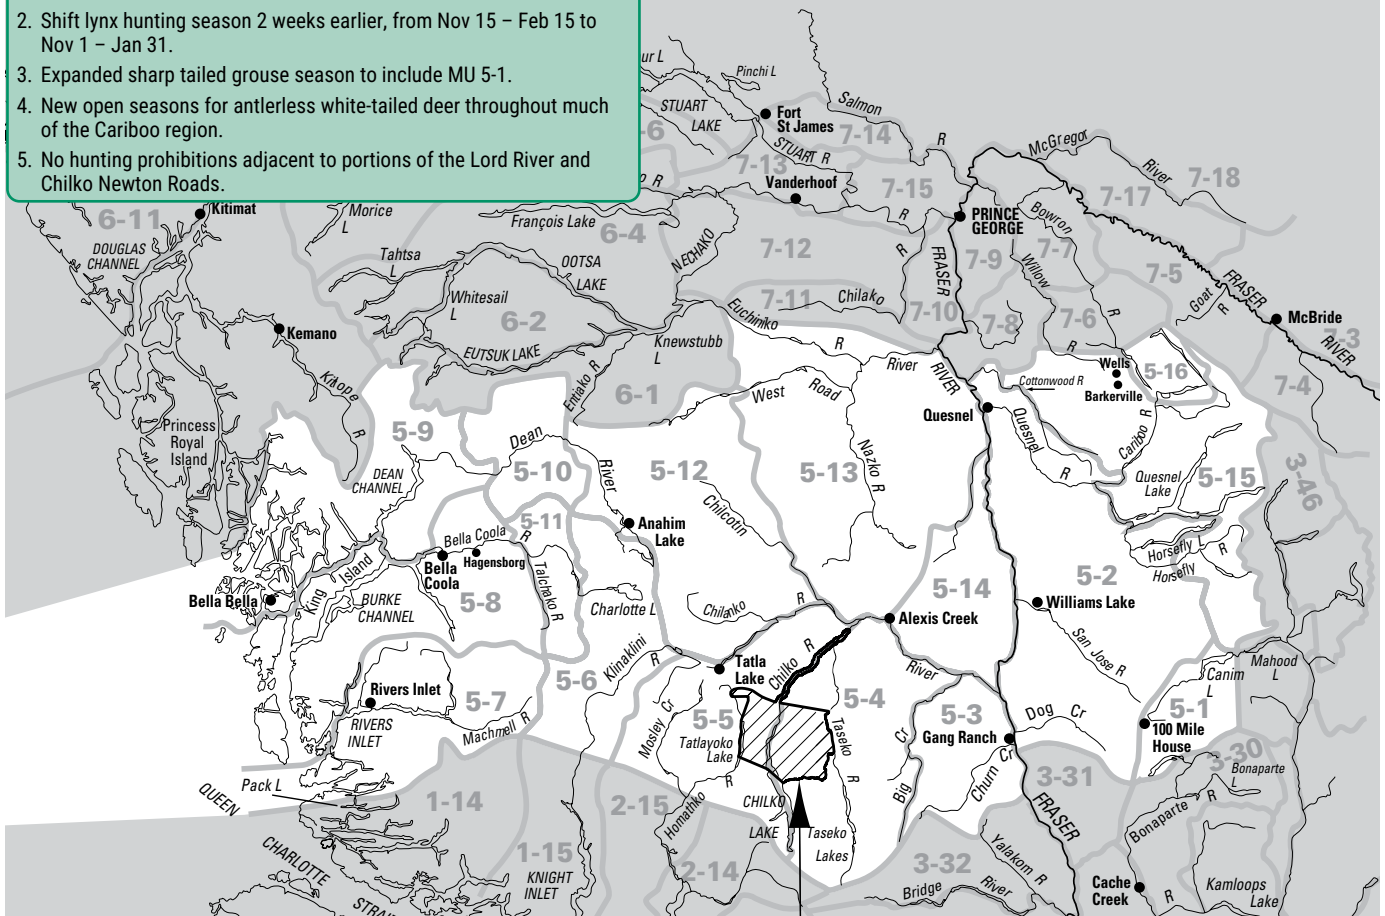 2. Shift lynx hunting season 2 weeks earlier, from Nov 15 – Feb 15 to
Nov 1 – Jan 31.
3. Expanded sharp tailed grouse season to include MU 5-1.
4. New open seasons for antlerless white-tailed deer throughout much
of the Cariboo region.
5. No hunting prohibitions adjacent to portions of the Lord River and
Chilko Newton Roads.
ur L
Pinchi L
STUART
LAKE
-6
Fort
St James
Salmon
R
7-14
STUART R
7-13
Vanderhoof
7-15
R
R
McGregor
River
7-17
7-18
6-11
Kitimat
DOUGLAS
CHANNEL
Morice
L
François Lake
6-4
NECHAKO
7-12
R
FRASER
PRINCE
GEORGE
Bowron
7-7
7-9
Willow
7-5
Goat
R
FRASER
RIVER
Tahtsa
L
OOTSA
LAKE
Whitesail
L
6-2
EUTSUK LAKE
7-11
Chilako
7-10
7-8
7-6
R
R
McBride
7-3
7-4
Kemano
Kitlope
R
Princess
Royal
Island
Euchiniko
R
River
RIVER
Knewstubb
L
Entiako R
6-1
West
Road
Cottonwood R
Wells
Barkerville
5-16
Quesnel
Quesnel
R
Cariboo R
Quesnel
Lake
5-15
3-46
5-9
Dean
5-10
River
5-12
5-13
Nazko R
DEAN
CHANNEL
Chilcotin
5-11
Bella Coola
R
Hagensborg
Bella
Coola
Anahim
Lake
Horsefly L
R
Horsefly
King
Island
Bella Bella
BURKE
CHANNEL
5-8
Talchako R
Charlotte L
Chilanko
R
5-14
Alexis Creek
5-2
Williams Lake
San Jose R
Klinaklini
R
Tatla
Lake
Chilko
R
River
Canim
L
Mahood
L
Rivers Inlet
RIVERS
INLET
5-7
Machmell R
5-6
5-5
Mosley Cr
Tatlayoko
Lake
5-4
Taseko
R
5-3
Gang Ranch
Dog
Cr
Big
Cr
Churn
Cr
5-1
100 Mile
House
3-30
Bonaparte
L
Pack L
QUEEN
CHARLOTTE
STRAI
1-14
1-15
KNIGHT
INLET
2-15
Homathko
R
2-14
CHILKO
LAKE
Taseko
Lakes
3-31
FRASER
3-32
Bridge
River
Yalakom R
Bonaparte
R
Cache
Creek
R
Kamloops
Lake